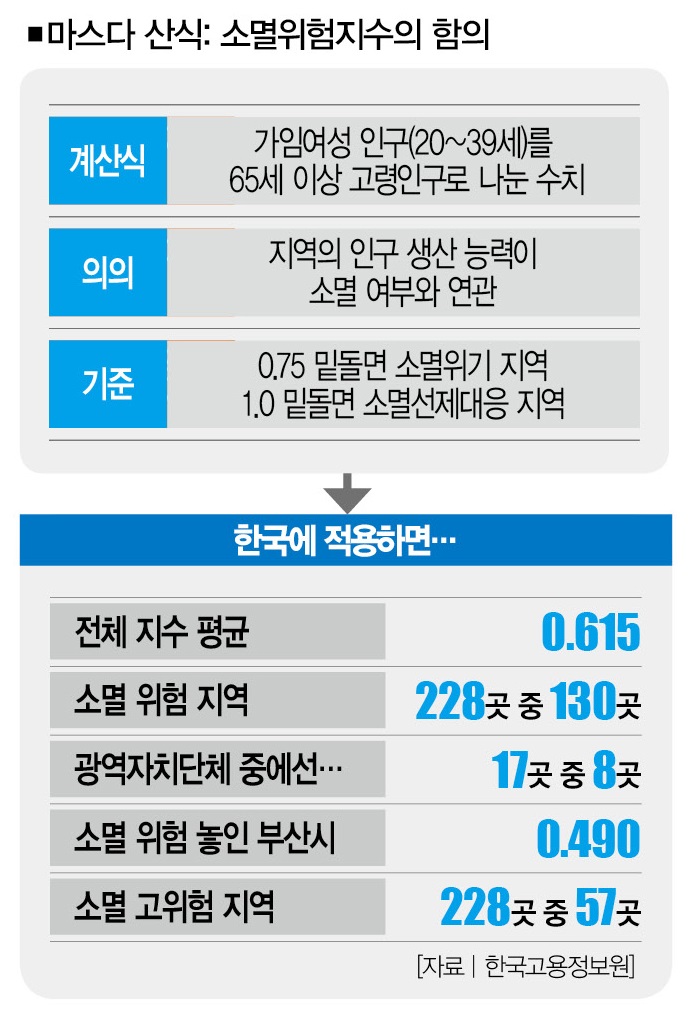 ■마스다 산식: 소멸위험지수의 함의
계산식
가임여성 인구(20~39세)를
65세 이상 고령인구로 나눈 수치
의의
지역의 인구 생산 능력이
소멸 여부와 연관
기준
0.75 밑돌면 소멸위기 지역
1.0 밑돌면 소멸선제대응 지역
한국에 적용하면…
전체 지수 평균 0.615
소멸 위험 지역 228곳 중 130곳
광역자치단체 중에선… 17곳 중 8곳
소멸 위험 놓인 부산시 0.490
소멸 고위험 지역 228곳 중 57곳
[자료 | 한국고용정보원]